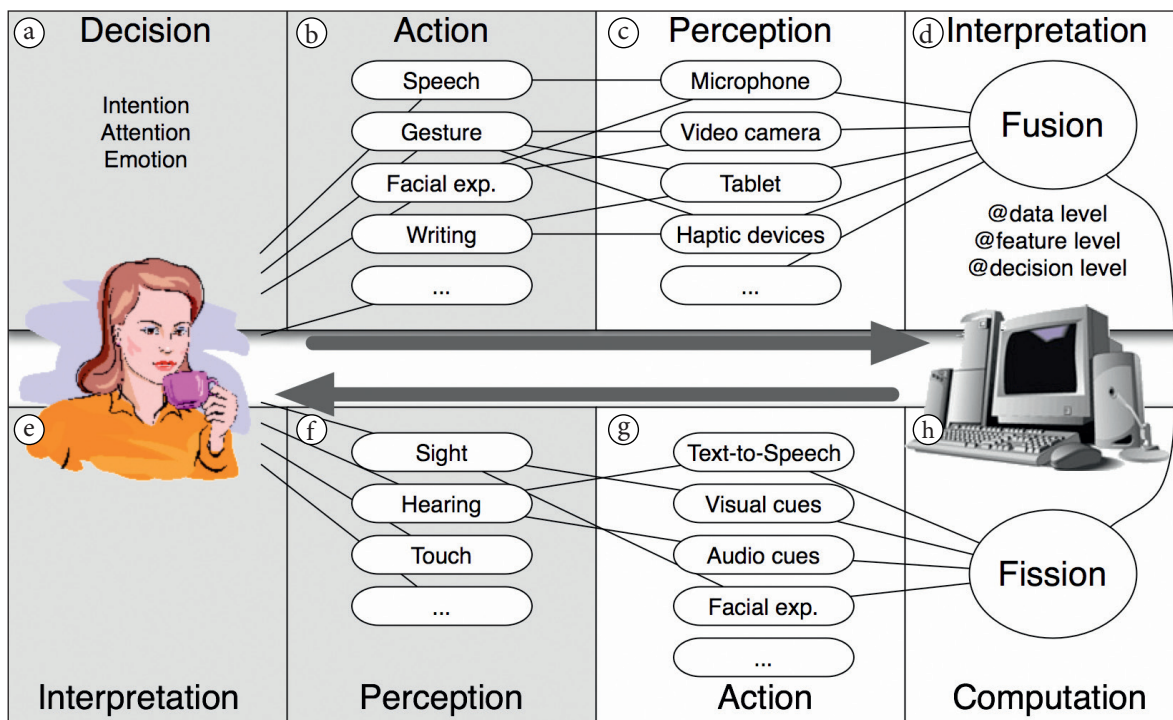 a Decision
Intention
Attention
Emotion
b Action
Speech
Gesture
Facial exp.
Writing
...
c Perception
Microphone
Video camera
Tablet
Haptic devices
...
d Interpretation
Fusion
@data level
@feature level
@decision level
e
Interpretation
f
Sight
Hearing
Touch
...
Perception
g
Text-to-Speech
Visual cues
Audio cues
Facial exp.
...
Action
h
Fission
Computation